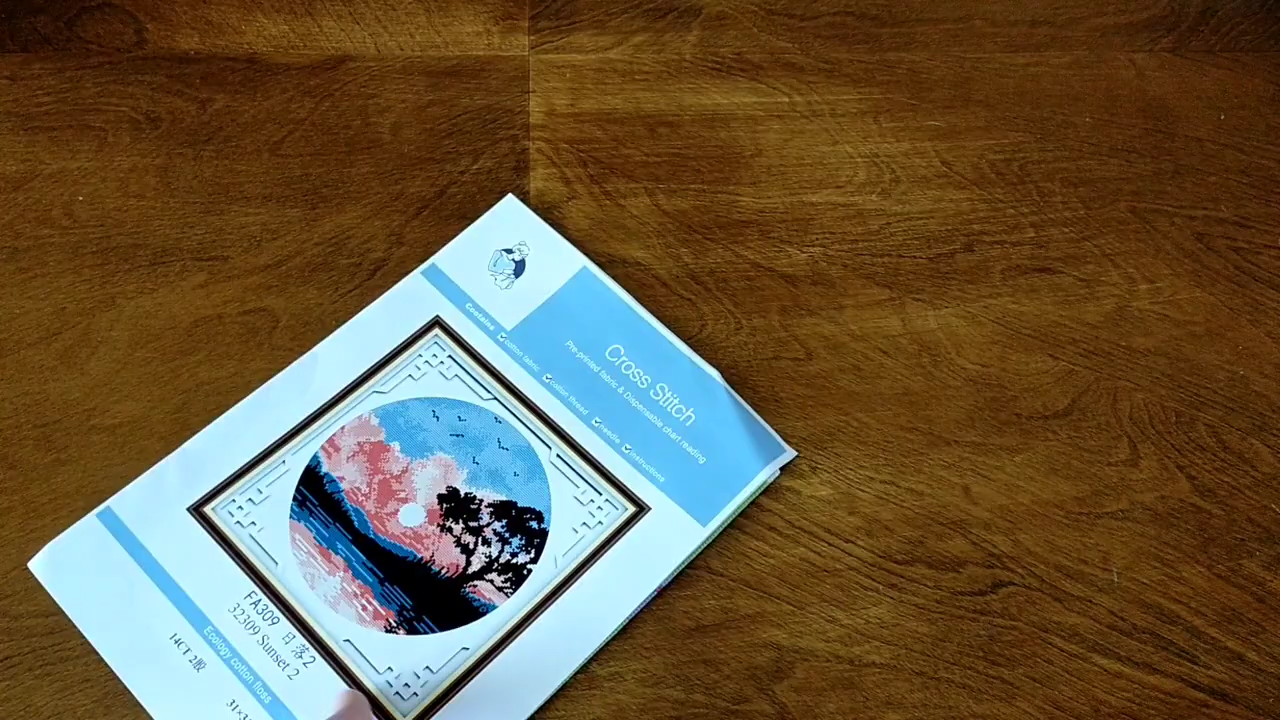 Cross Stitch
Pre-printed fabric & Dispensable chart reading
Contains
cotton fabric
cotton thread
needle
instructions
FA309 日落2
32309 Sunset 2
Ecology cotton floss
14CT 2股